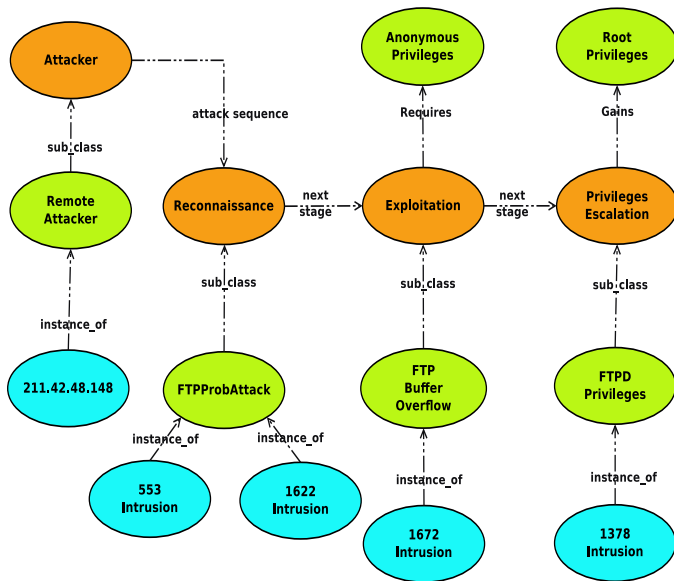 Attacker
Anonymous
Privileges
Root
Privileges
attack sequence
Requires
Gains
sub_class
Remote
Attacker
Reconnaissance
next
stage
Exploitation
next
stage
Privileges
Escalation
sub_class
sub_class
sub_class
instance_of
211.42.48.148
FTPProbAttack
FTP
Buffer
Overflow
FTPD
Privileges
instance_of
instance_of
instance_of
instance_of
553
Intrusion
1622
Intrusion
1672
Intrusion
1378
Intrusion